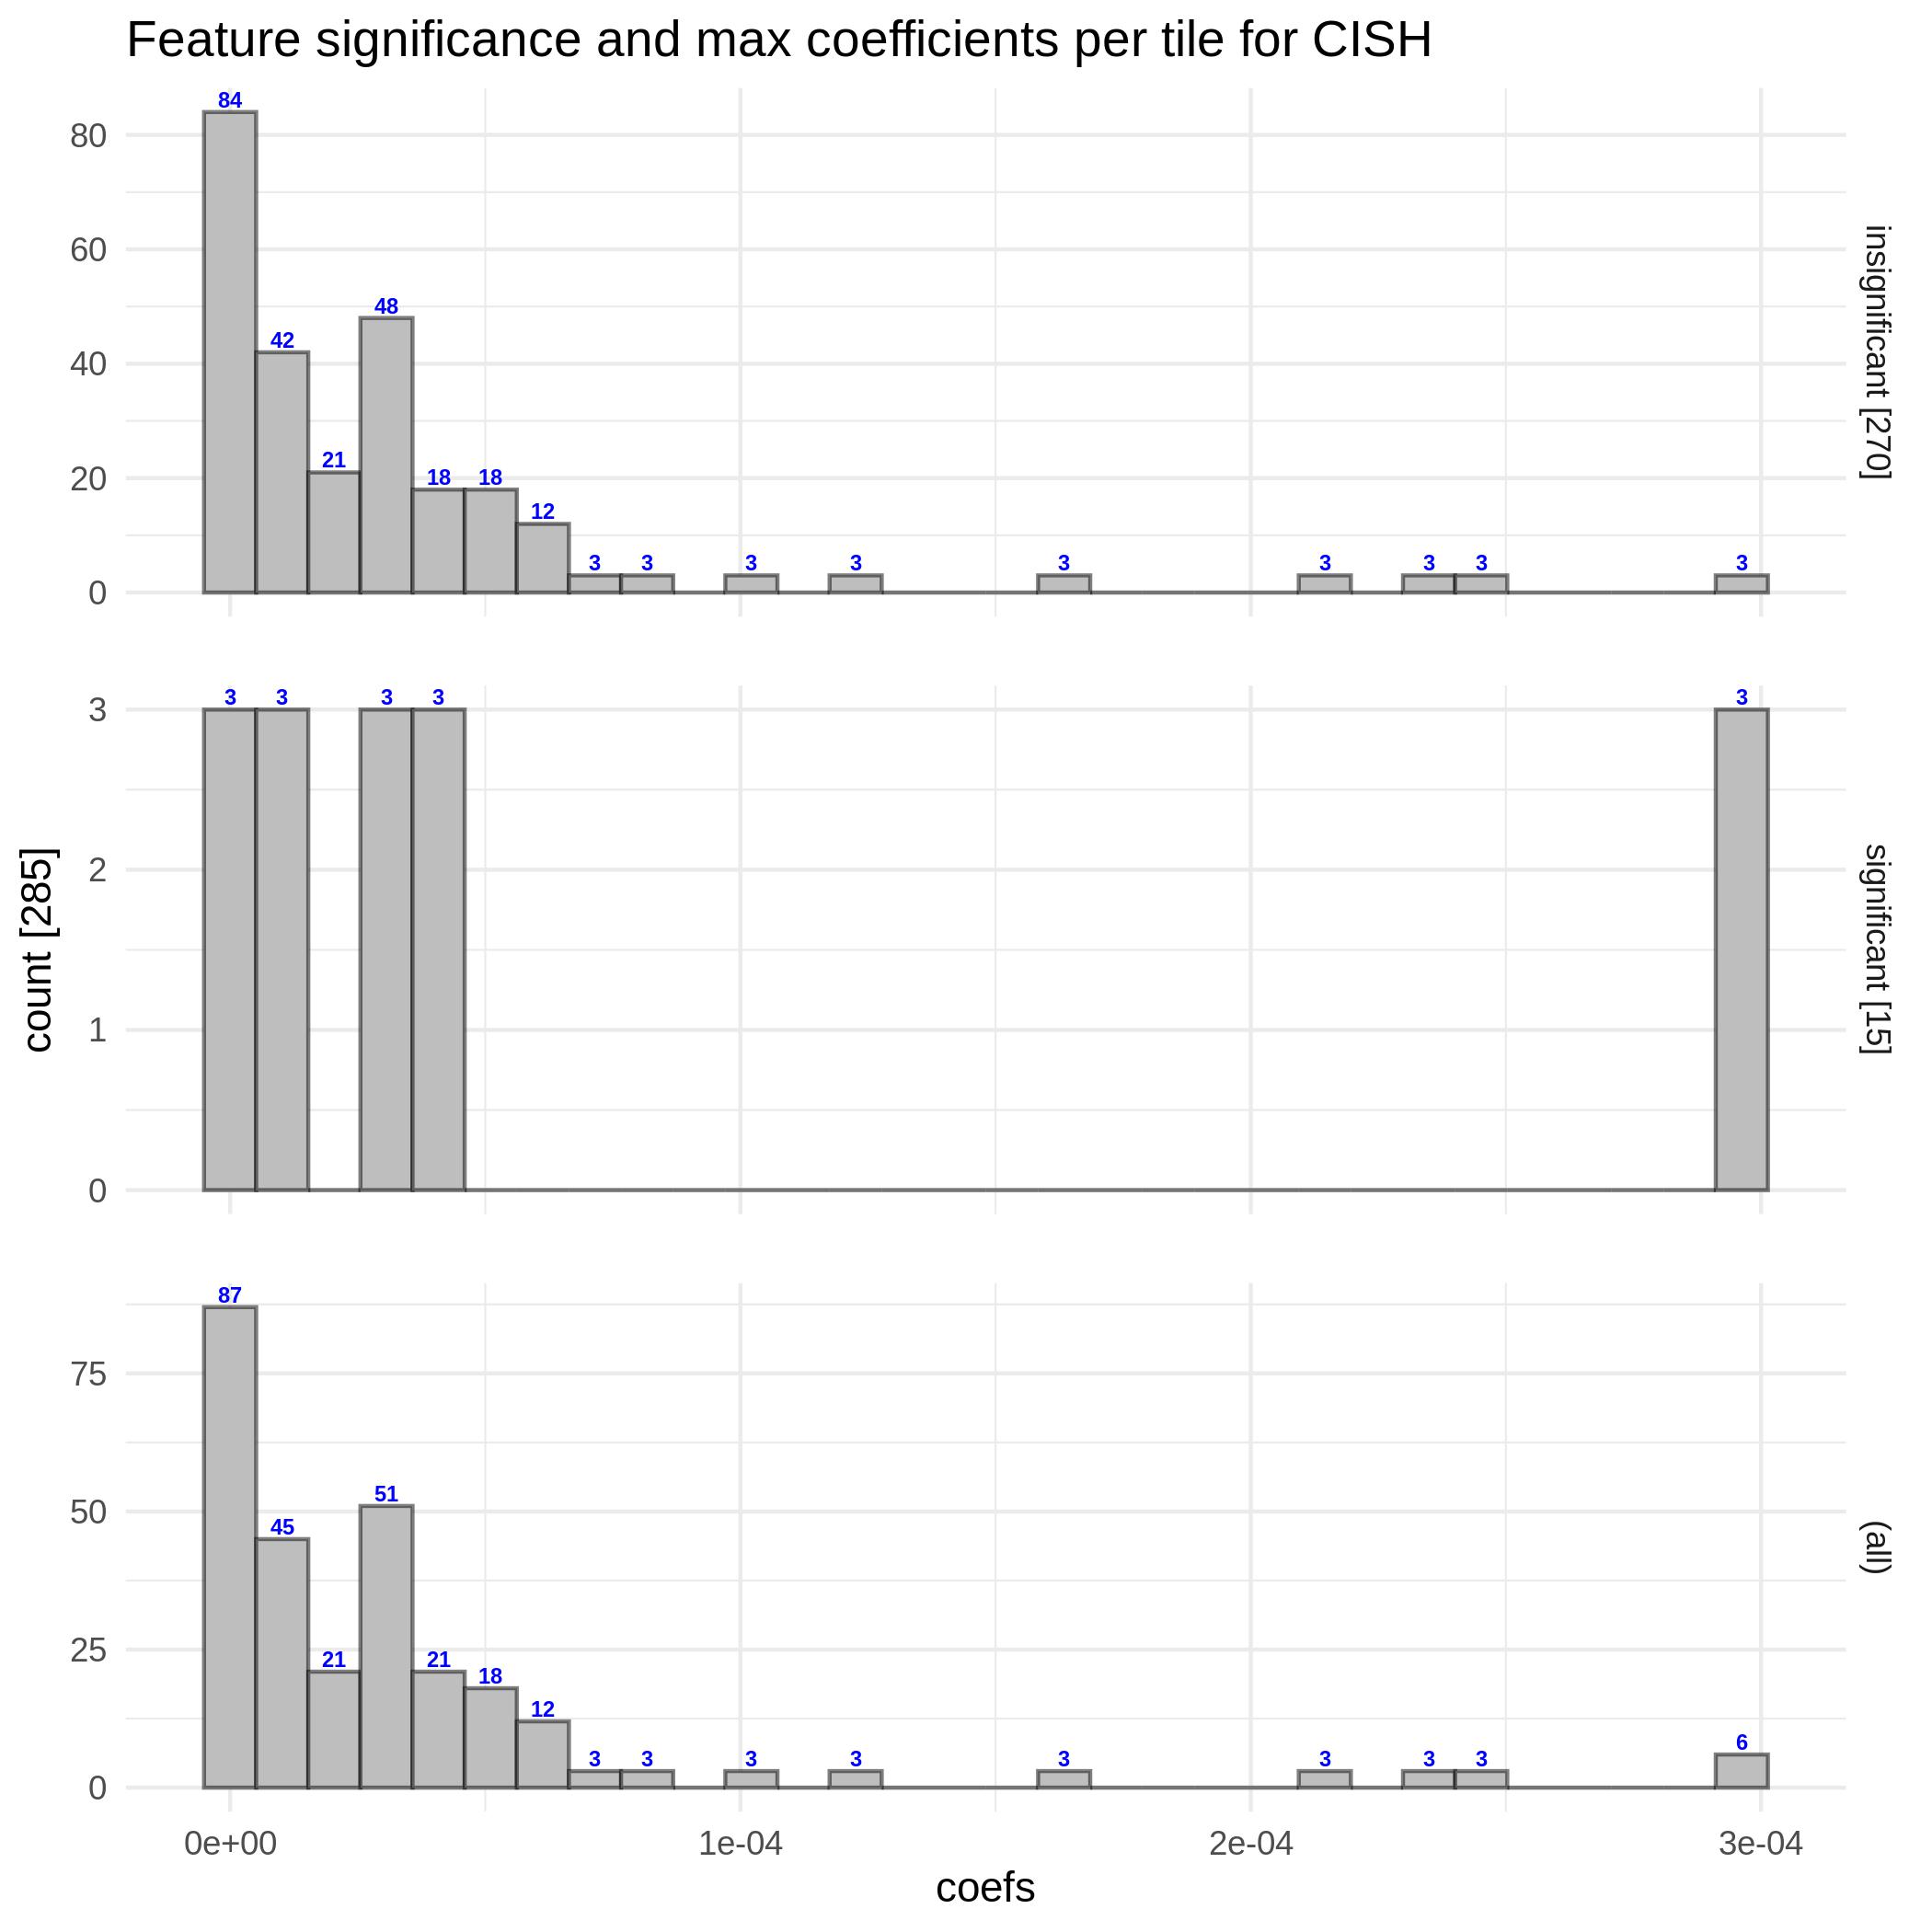 Feature significance and max coefficients per tile for CISH
84
80
60
48
42
40
21
20
18 18
12
3 3 3 3 3 3 3 3 3
0
insignificant [270]
3 3 3 3 3
3
2
1
0
count [285]
significant [15]
87
75
51
50
45
25
21 21
18
12
6
3 3 3 3 3 3 3 3
0
(all)
0e+00 1e-04 2e-04 3e-04
coefs